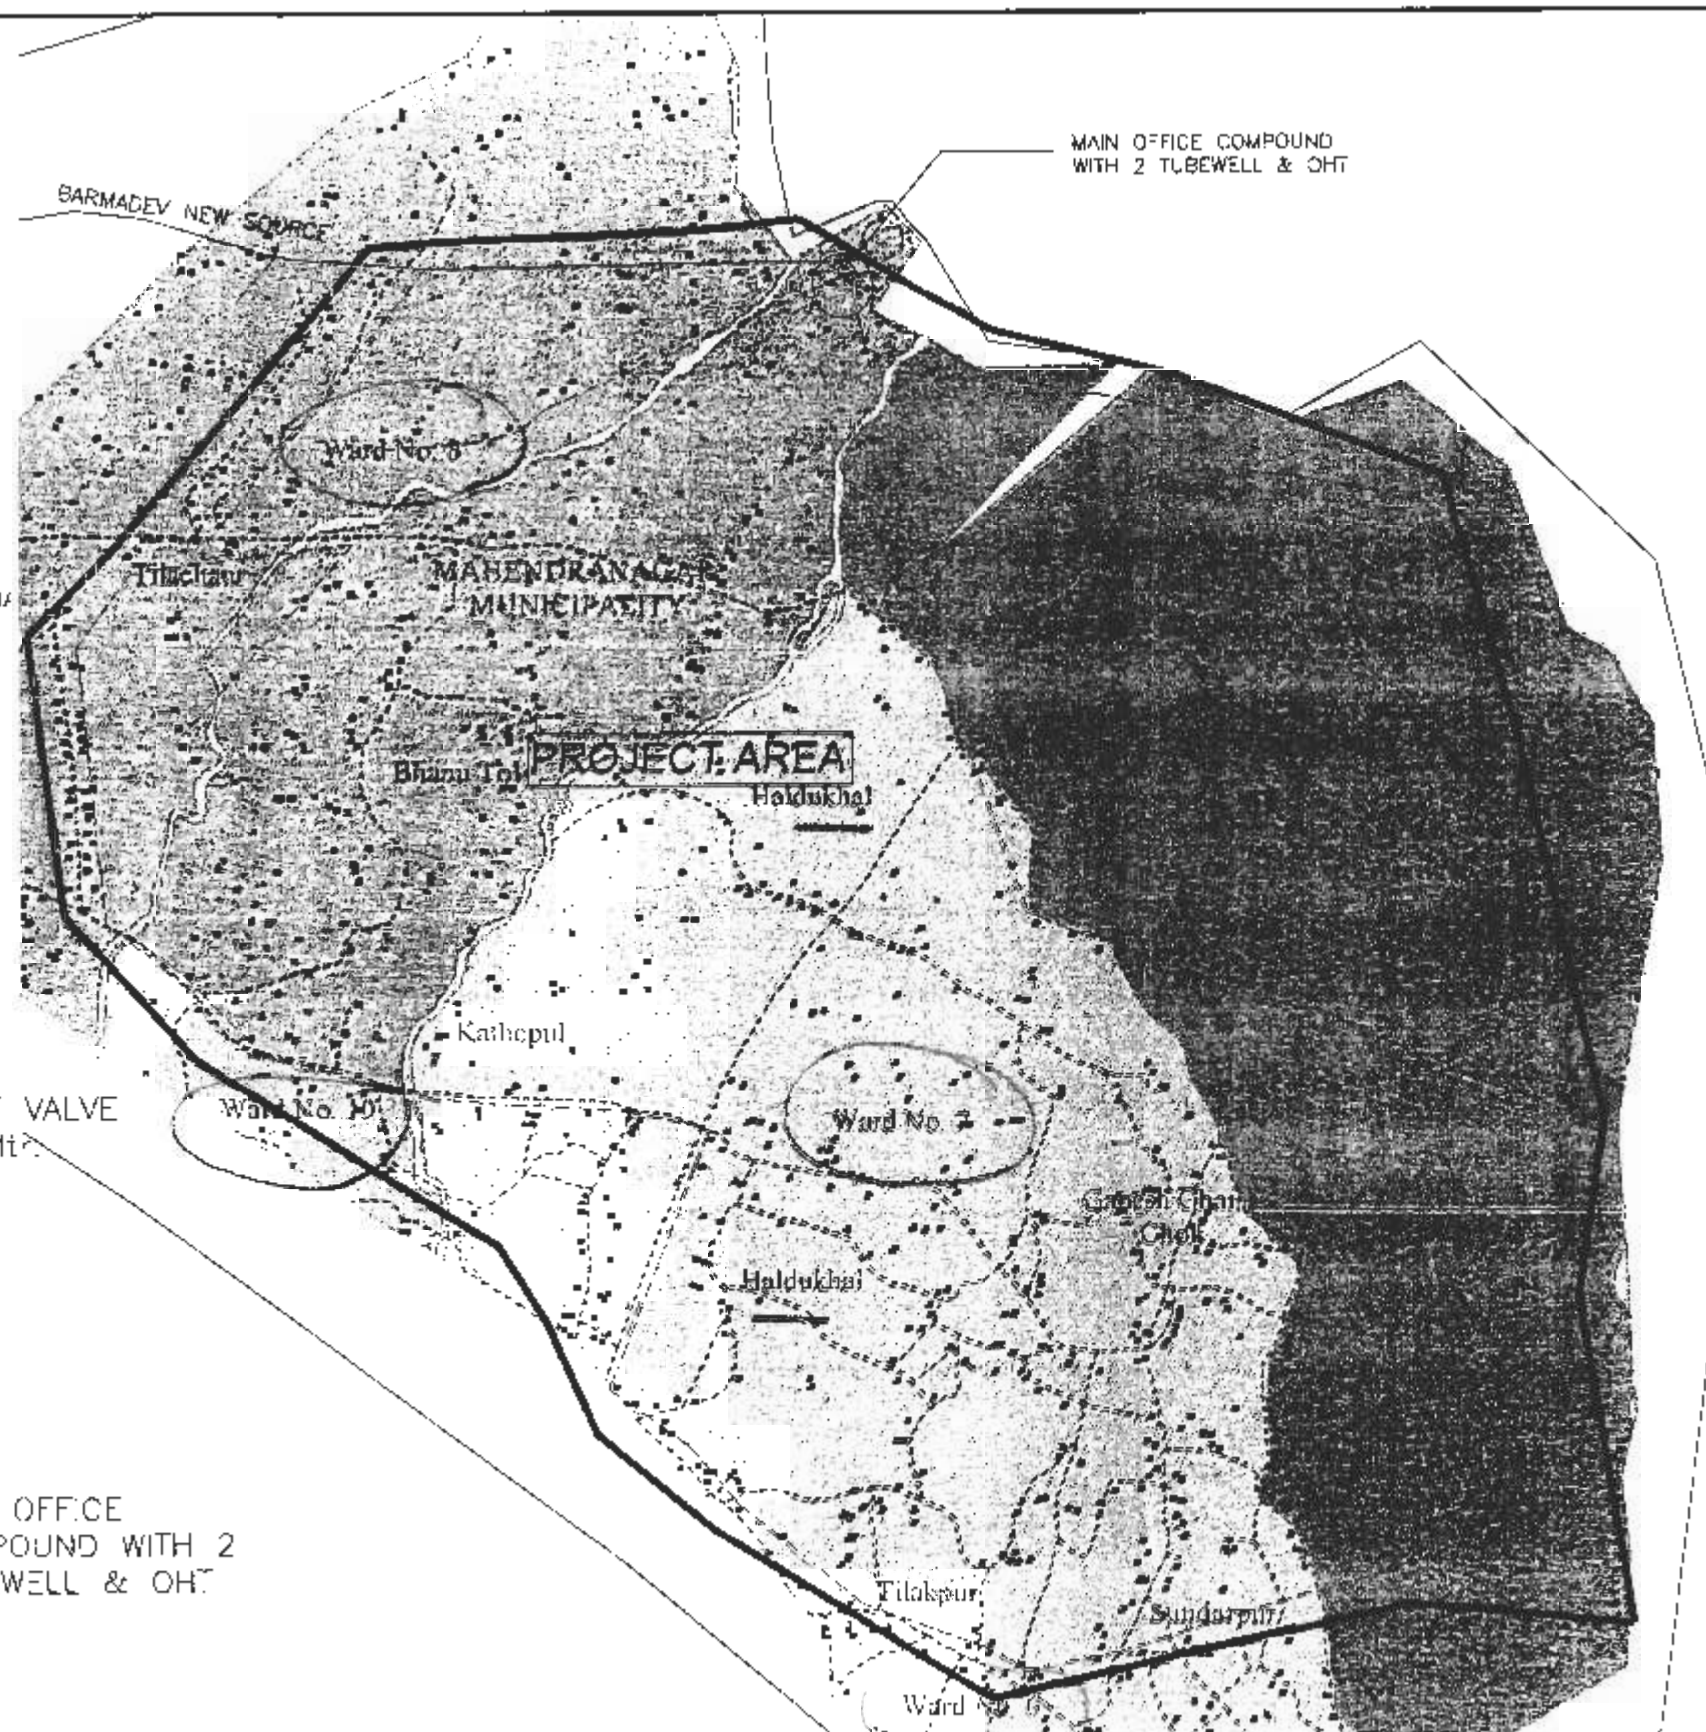 MAIN OFFICE COMPOUND
WITH 2 TUBEWELL & OHT
BARMADEV NEW SOURCE
Ward No. 8
Tilachaur
MAHENDRANAGAR
MUNICIPALITY
PROJECT AREA
Bhanu Tol
Haldukhal
Kathepul
VALVE
Ward No. 10
Ward No. 7
Ganesh
Chok
Haldukhal
OFFICE
POUND WITH 2
WELL & OHT
Tilakpur
Sundarpur
Ward